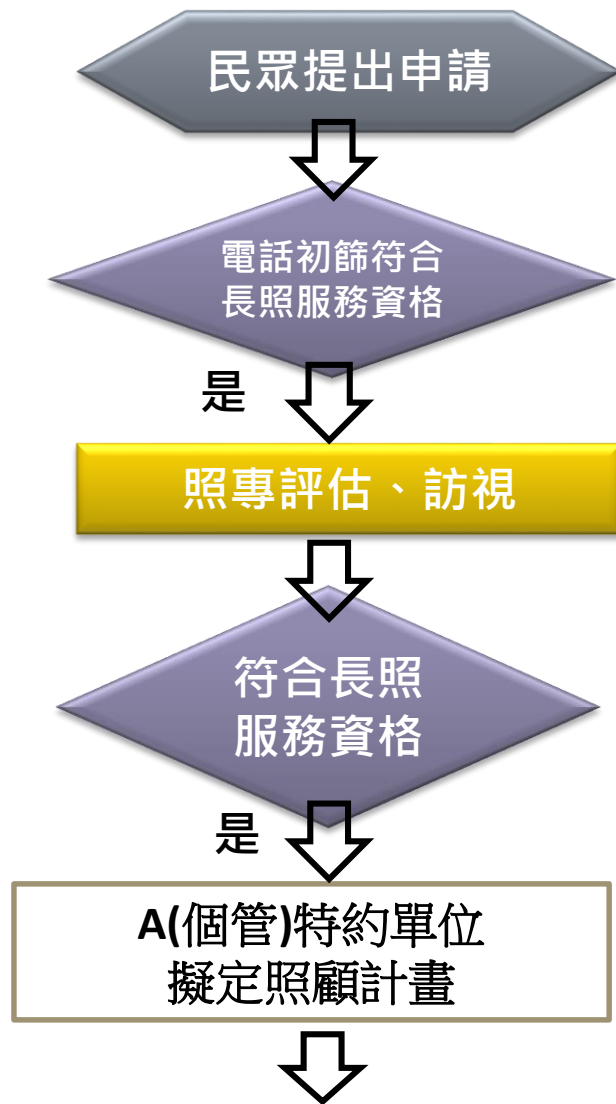 民眾提出申請
電話初篩符合
長照服務資格
是
照專評估、訪視
符合長照
服務資格
是
A(個管)特約單位
擬定照顧計畫